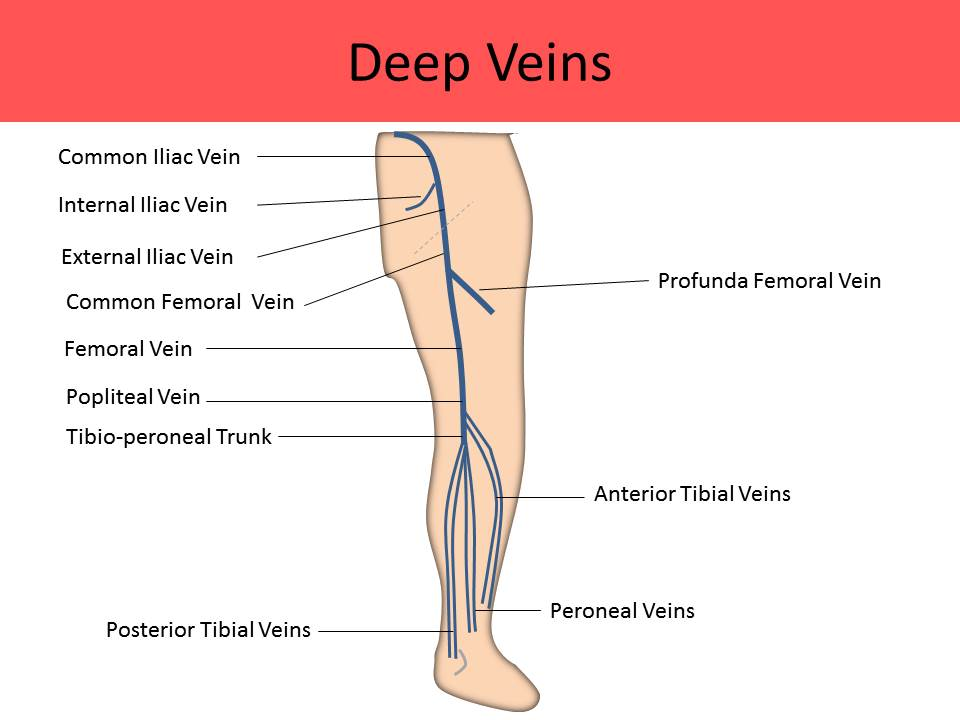 Deep Veins
Common Iliac Vein
Internal Iliac Vein
External Iliac Vein
Profunda Femoral Vein
Common Femoral  Vein
Femoral Vein
Popliteal Vein
Tibio-peroneal Trunk
Anterior Tibial Veins
Peroneal Veins
Posterior Tibial Veins